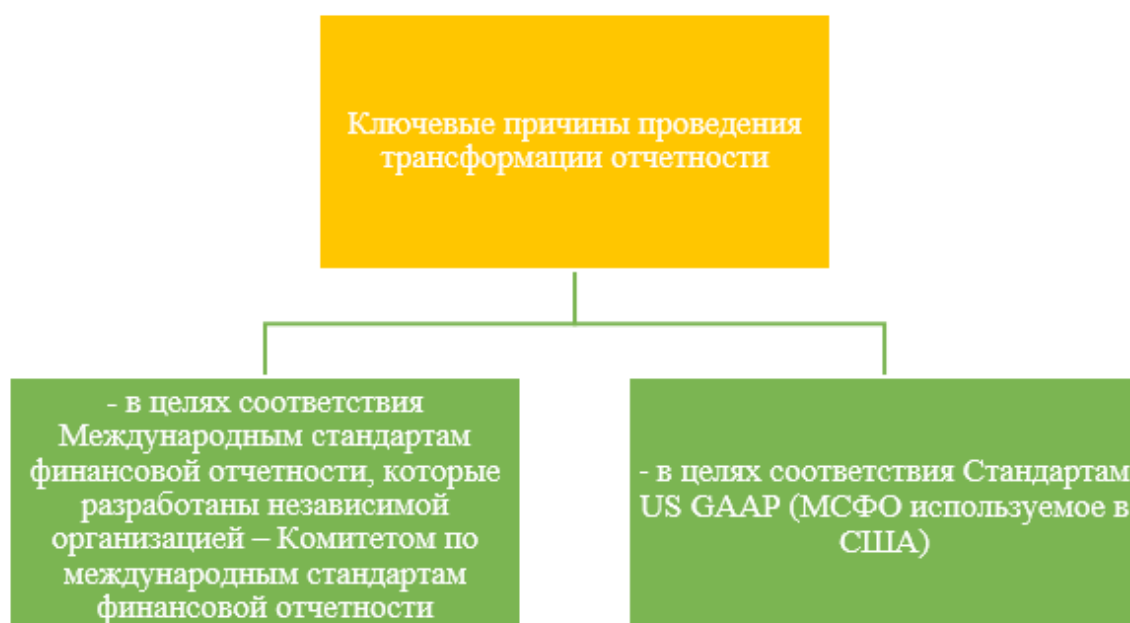 Ключевые причины проведения
трансформации отчетности
- в целях соответствия
Международным стандартам
финансовой отчетности, которые
разработаны независимой
организацией – Комитетом по
международным стандартам
финансовой отчетности
- в целях соответствия Стандартам
US GAAP (МСФО используемое в
США)